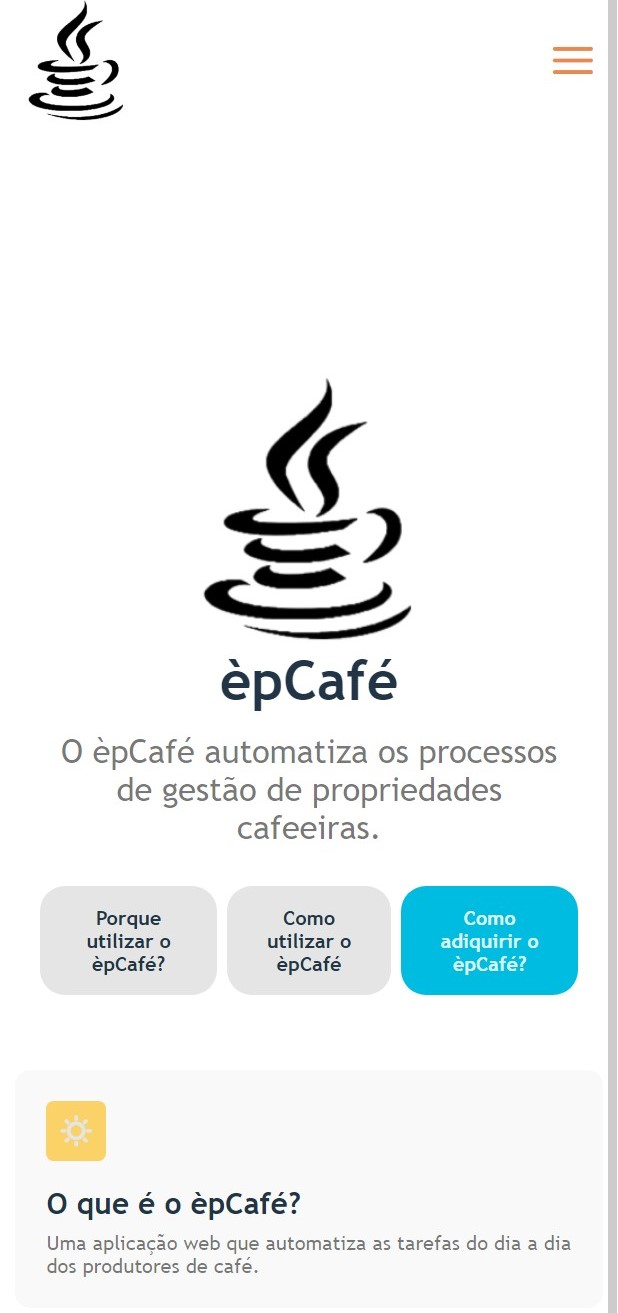 èpCafé
O èpCafé automatiza os processos
de gestão de propriedades
cafeeiras.
Porque
utilizar o
èpCafé?
Como
utilizar o
èpCafé
Como
adiquirir o
èpCafé?
O que é o èpCafé?
Uma aplicação web que automatiza as tarefas do dia a dia
dos produtores de café.